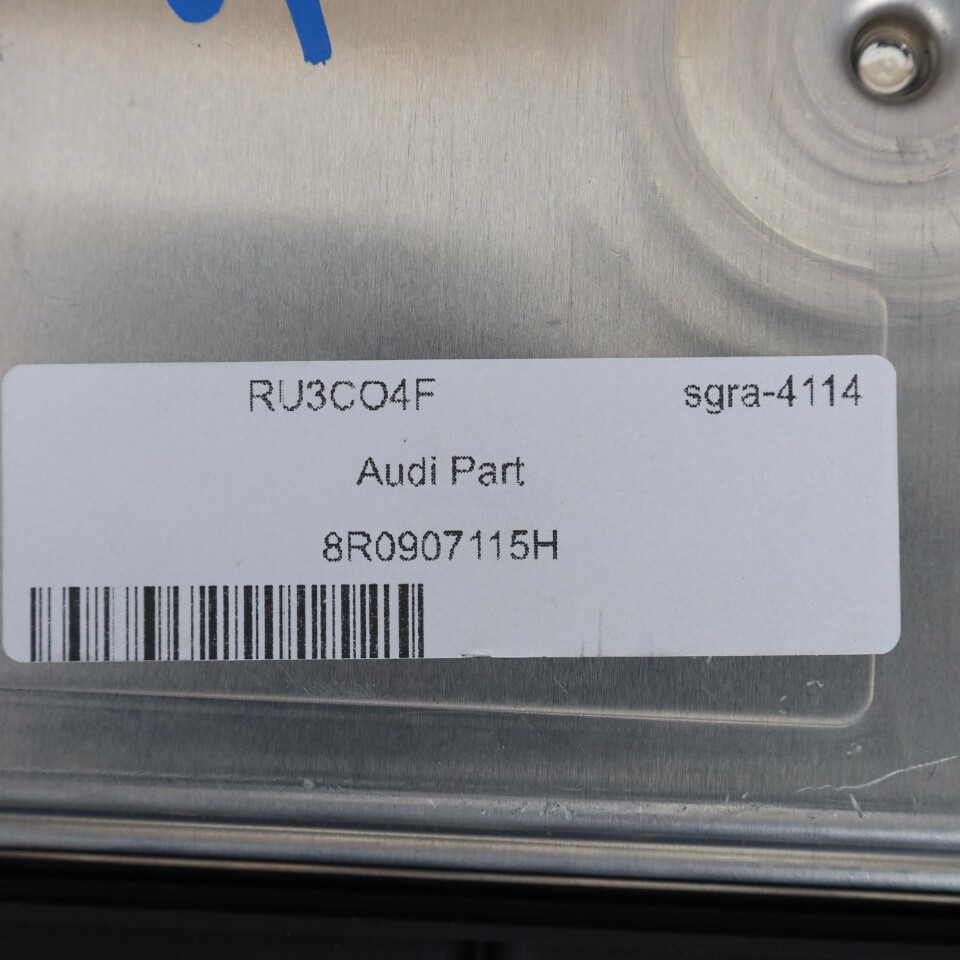 RU3CO4F sgra-4114
Audi Part
8R0907115H